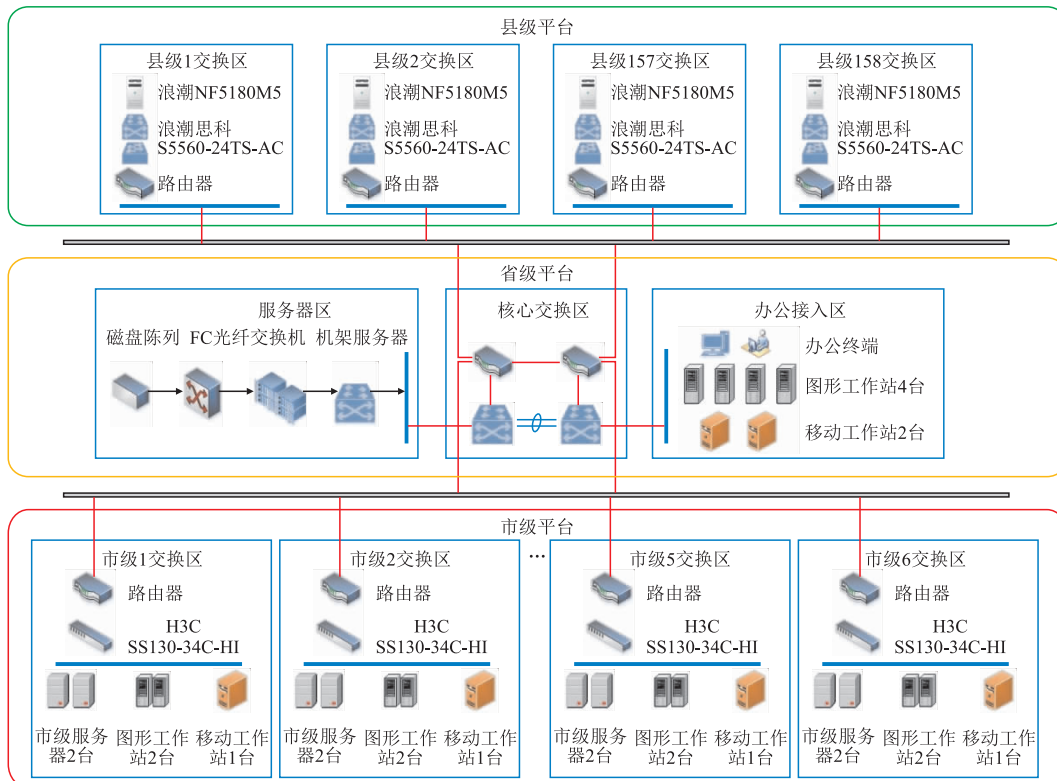 县级平台
县级1交换区
浪潮NF5180M5
浪潮思科
S5560-24TS-AC
路由器
县级2交换区
浪潮NF5180M5
浪潮思科
S5560-24TS-AC
路由器
县级157交换区
浪潮NF5180M5
浪潮思科
S5560-24TS-AC
路由器
县级158交换区
浪潮NF5180M5
浪潮思科
S5560-24TS-AC
路由器
省级平台
服务器区
磁盘陈列
FC光纤交换机
机架服务器
核心交换区
办公接入区
办公终端
图形工作站4台
移动工作站2台
市级平台
市级1交换区
路由器
H3C
SS130-34C-HI
市级服务
器2台
图形工作
站2台
移动工作
站1台
市级2交换区
路由器
H3C
SS130-34C-HI
市级服务
器2台
图形工作
站2台
移动工作
站1台
…
市级5交换区
路由器
H3C
SS130-34C-HI
市级服务
器2台
图形工作
站2台
移动工作
站1台
市级6交换区
路由器
H3C
SS130-34C-HI
市级服务
器2台
图形工作
站2台
移动工作
站1台